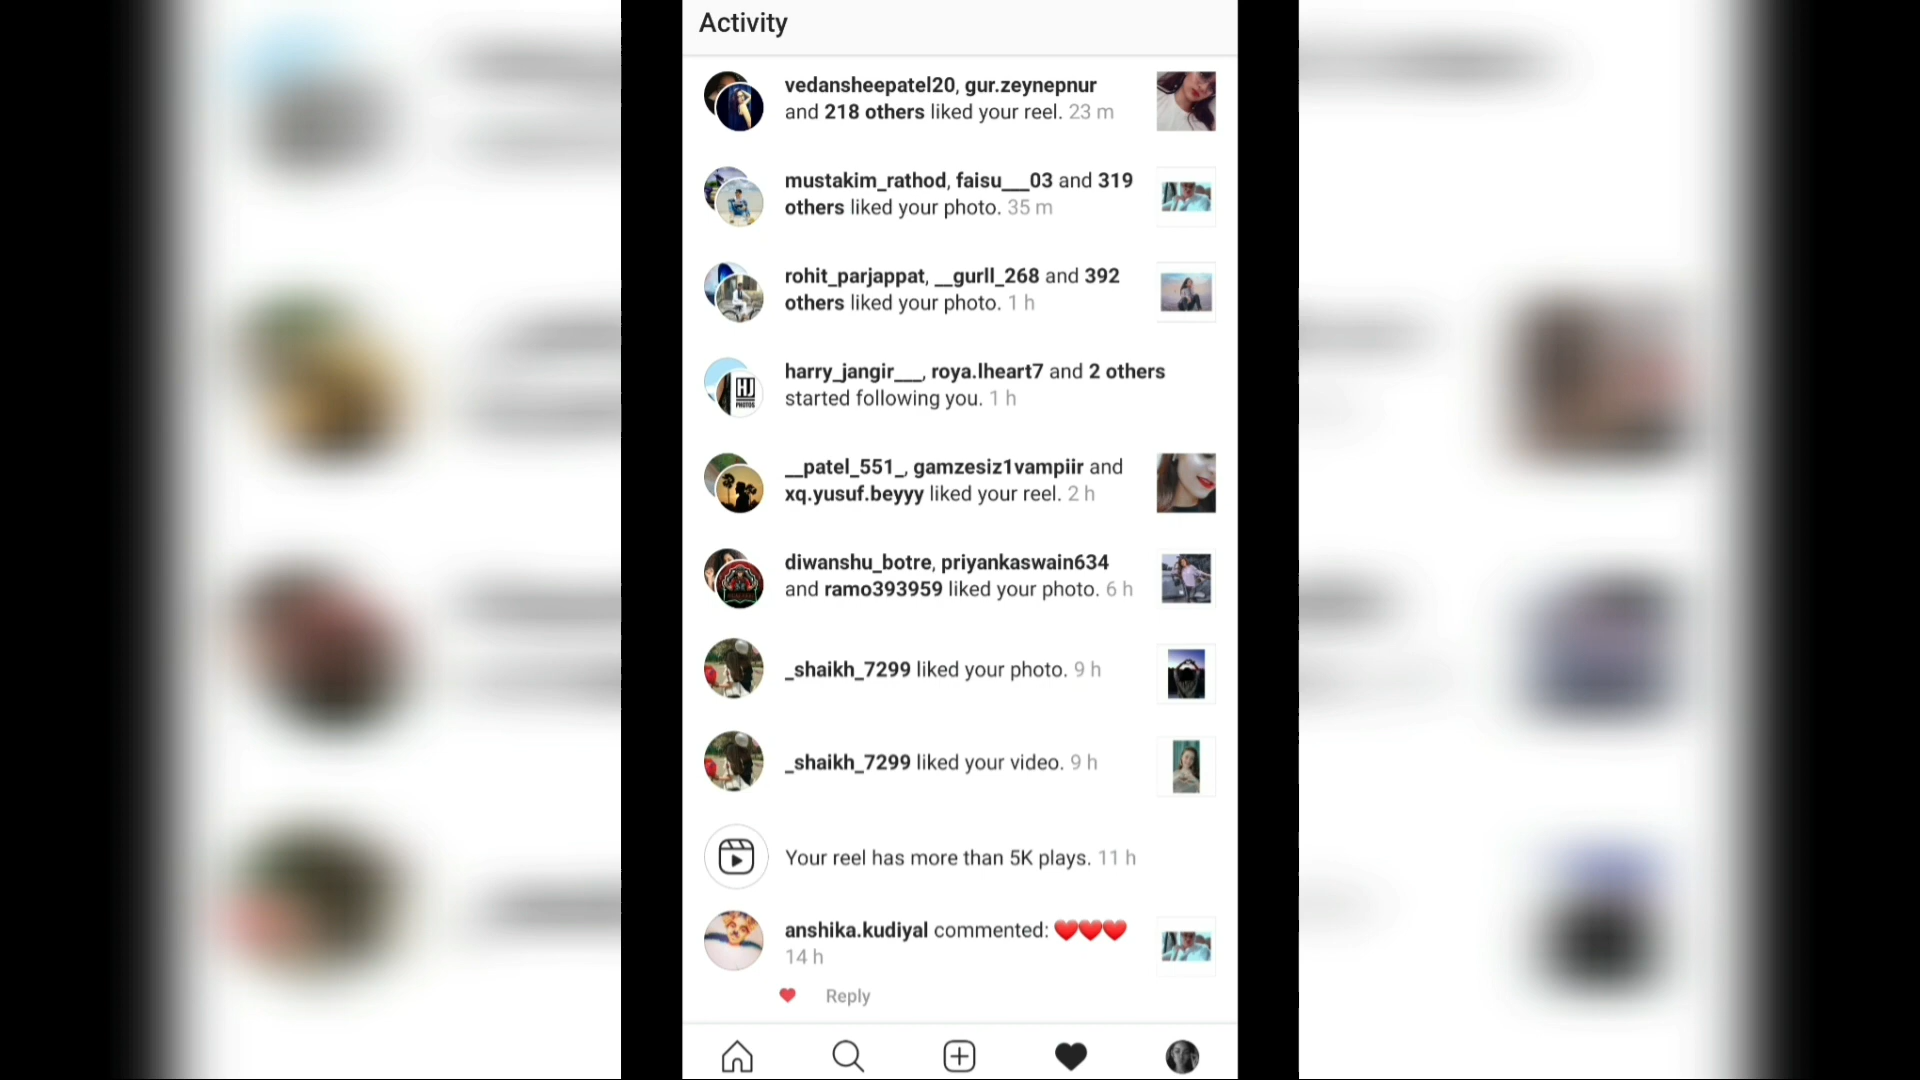 Activity
vedansheepatel20, gur.zeynepnur
and 218 others liked your reel. 23 m
mustakim_rathod, faisu___03 and 319
others liked your photo. 35 m
rohit_parjappat, __gurll_268 and 392
others liked your photo. 1 h
HJ
PHOTOS
harry_jangir___, roya.lheart7 and 2 others
started following you. 1 h
__patel_551_, gamzesiz1vampiir and
xq.yusuf.beyyy liked your reel. 2 h
diwanshu_botre, priyankaswain634
and ramo393959 liked your photo. 6 h
_shaikh_7299 liked your photo. 9 h
_shaikh_7299 liked your video. 9 h
Your reel has more than 5K plays. 11 h
anshika.kudiyal commented: ❤️❤️❤️
14 h
Reply